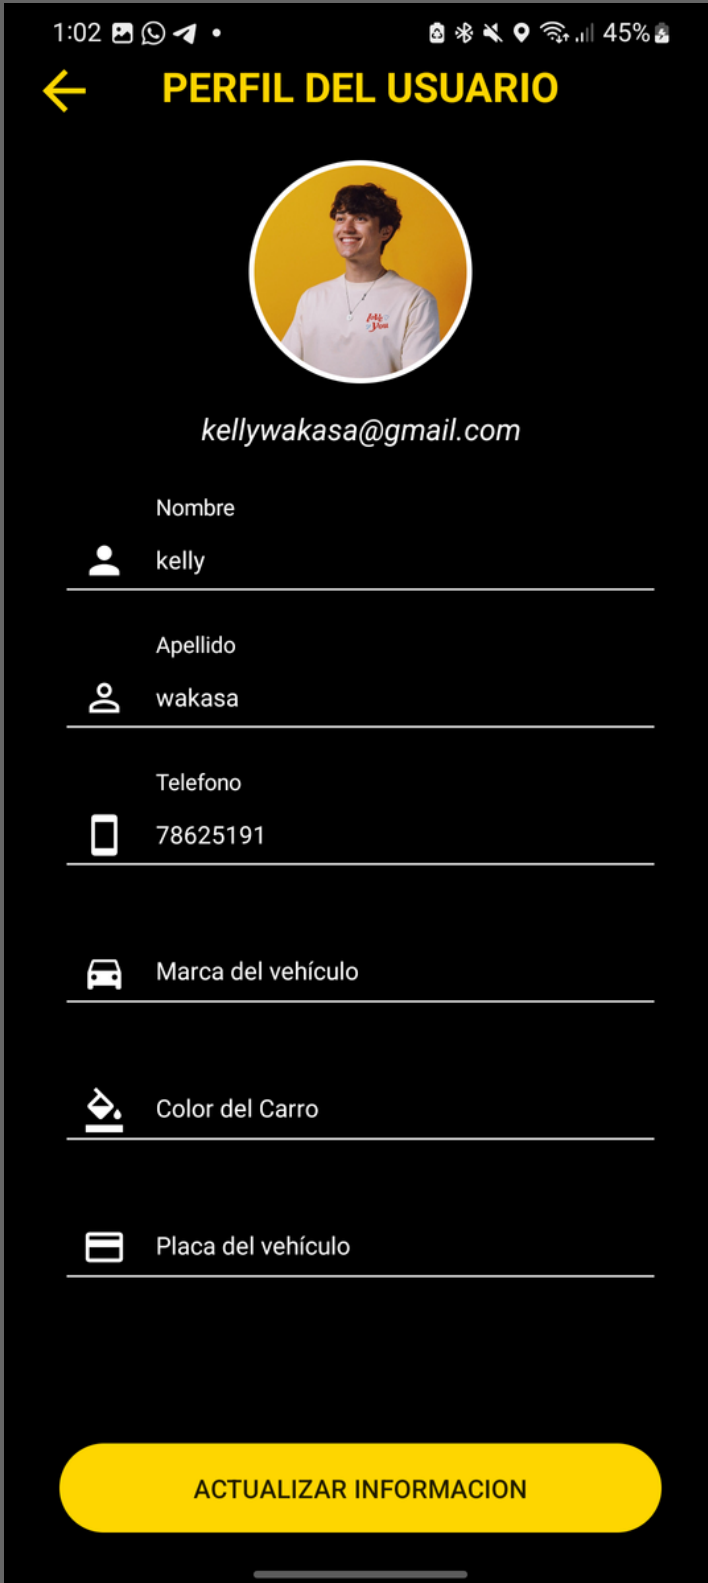 1:02
45%
PERFIL DEL USUARIO
kellywakasa@gmail.com
Nombre
kelly
Apellido
wakasa
Telefono
78625191
Marca del vehículo
Color del Carro
Placa del vehículo
ACTUALIZAR INFORMACION